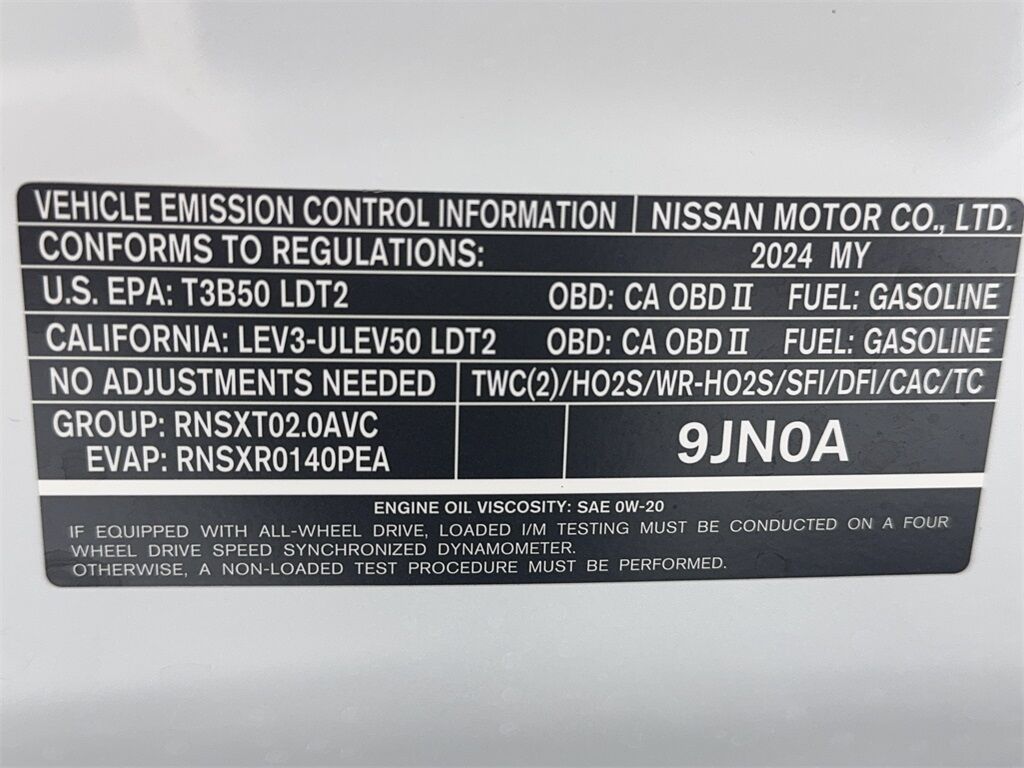 VEHICLE EMISSION CONTROL INFORMATION NISSAN MOTOR CO., LTD.
CONFORMS TO REGULATIONS: 2024 MY
U.S. EPA: T3B50 LDT2 OBD: CA OBD II FUEL: GASOLINE
CALIFORNIA: LEV3-ULEV50 LDT2 OBD: CA OBD II FUEL: GASOLINE
NO ADJUSTMENTS NEEDED TWC(2)/HO2S/WR-HO2S/SFI/DFI/CAC/TC
GROUP: RNSXT02.0AVC
EVAP: RNSXR0140PEA
9JN0A
ENGINE OIL VISCOSITY: SAE 0W-20
IF EQUIPPED WITH ALL-WHEEL DRIVE, LOADED I/M TESTING MUST BE CONDUCTED ON A FOUR
WHEEL DRIVE SPEED SYNCHRONIZED DYNAMOMETER.
OTHERWISE, A NON-LOADED TEST PROCEDURE MUST BE PERFORMED.